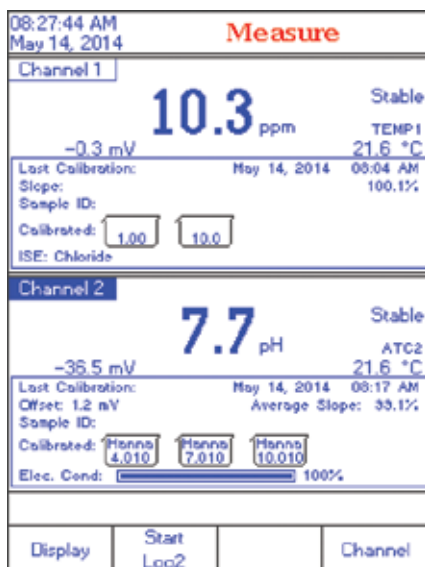 08:27:44 AM
May 14, 2014
Measure
Channel 1
10.3 ppm
Stable
TEMP1
-0.3 mV
21.6 °C
Last Calibration: May 14, 2014 08:04 AM
Slope: 100.1%
Sample ID:
Calibrated: 1.00 10.0
ISE: Chloride
Channel 2
7.7 pH
Stable
ATC2
-36.5 mV
21.6 °C
Last Calibration: May 14, 2014 08:17 AM
Offset: 1.2 mV Average Slope: 99.1%
Sample ID:
Calibrated: Hanna 4.010 Hanna 7.010 Hanna 10.010
Elec. Cond: 100%
Display
Start
Log2
Channel